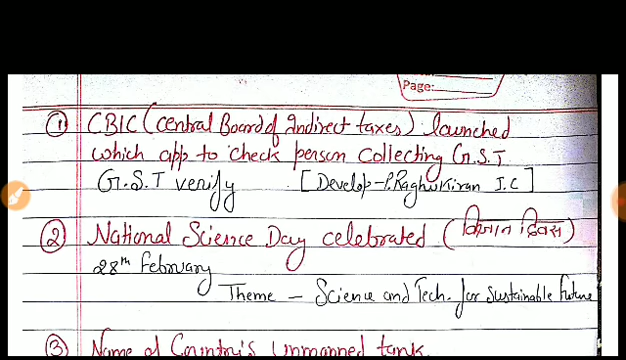 Page:
① CBIC (Central Board of Indirect taxes) launched
which app to check person collecting G.S.T
G.S.T verify [Develop - P. Raghu Kiran I.C]
② National Science Day celebrated (विज्ञान दिवस)
28th February
Theme - Science and Tech. for Sustainable Future
③ Name of Country's Unmanned tank.